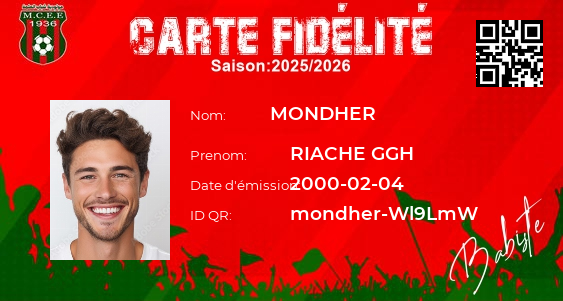 M.C.E.E
1936
CARTE FIDÉLITÉ
Saison:2025/2026
Nom: MONDHER
Prenom: RIACHE GGH
Date d'émission: 2000-02-04
ID QR: mondher-Wl9LmW
Babiste